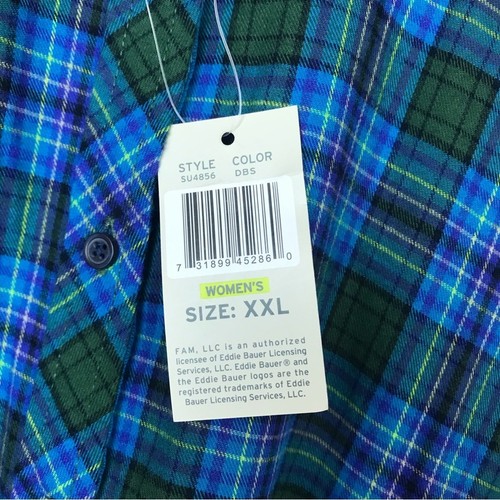 STYLE COLOR
SU4856 DBS
7 31899 45286 0
WOMEN'S
SIZE: XXL
FAM, LLC is an authorized
licensee of Eddie Bauer Licensing
Services, LLC. Eddie Bauer® and
the Eddie Bauer logos are the
registered trademarks of Eddie
Bauer Licensing Services, LLC.